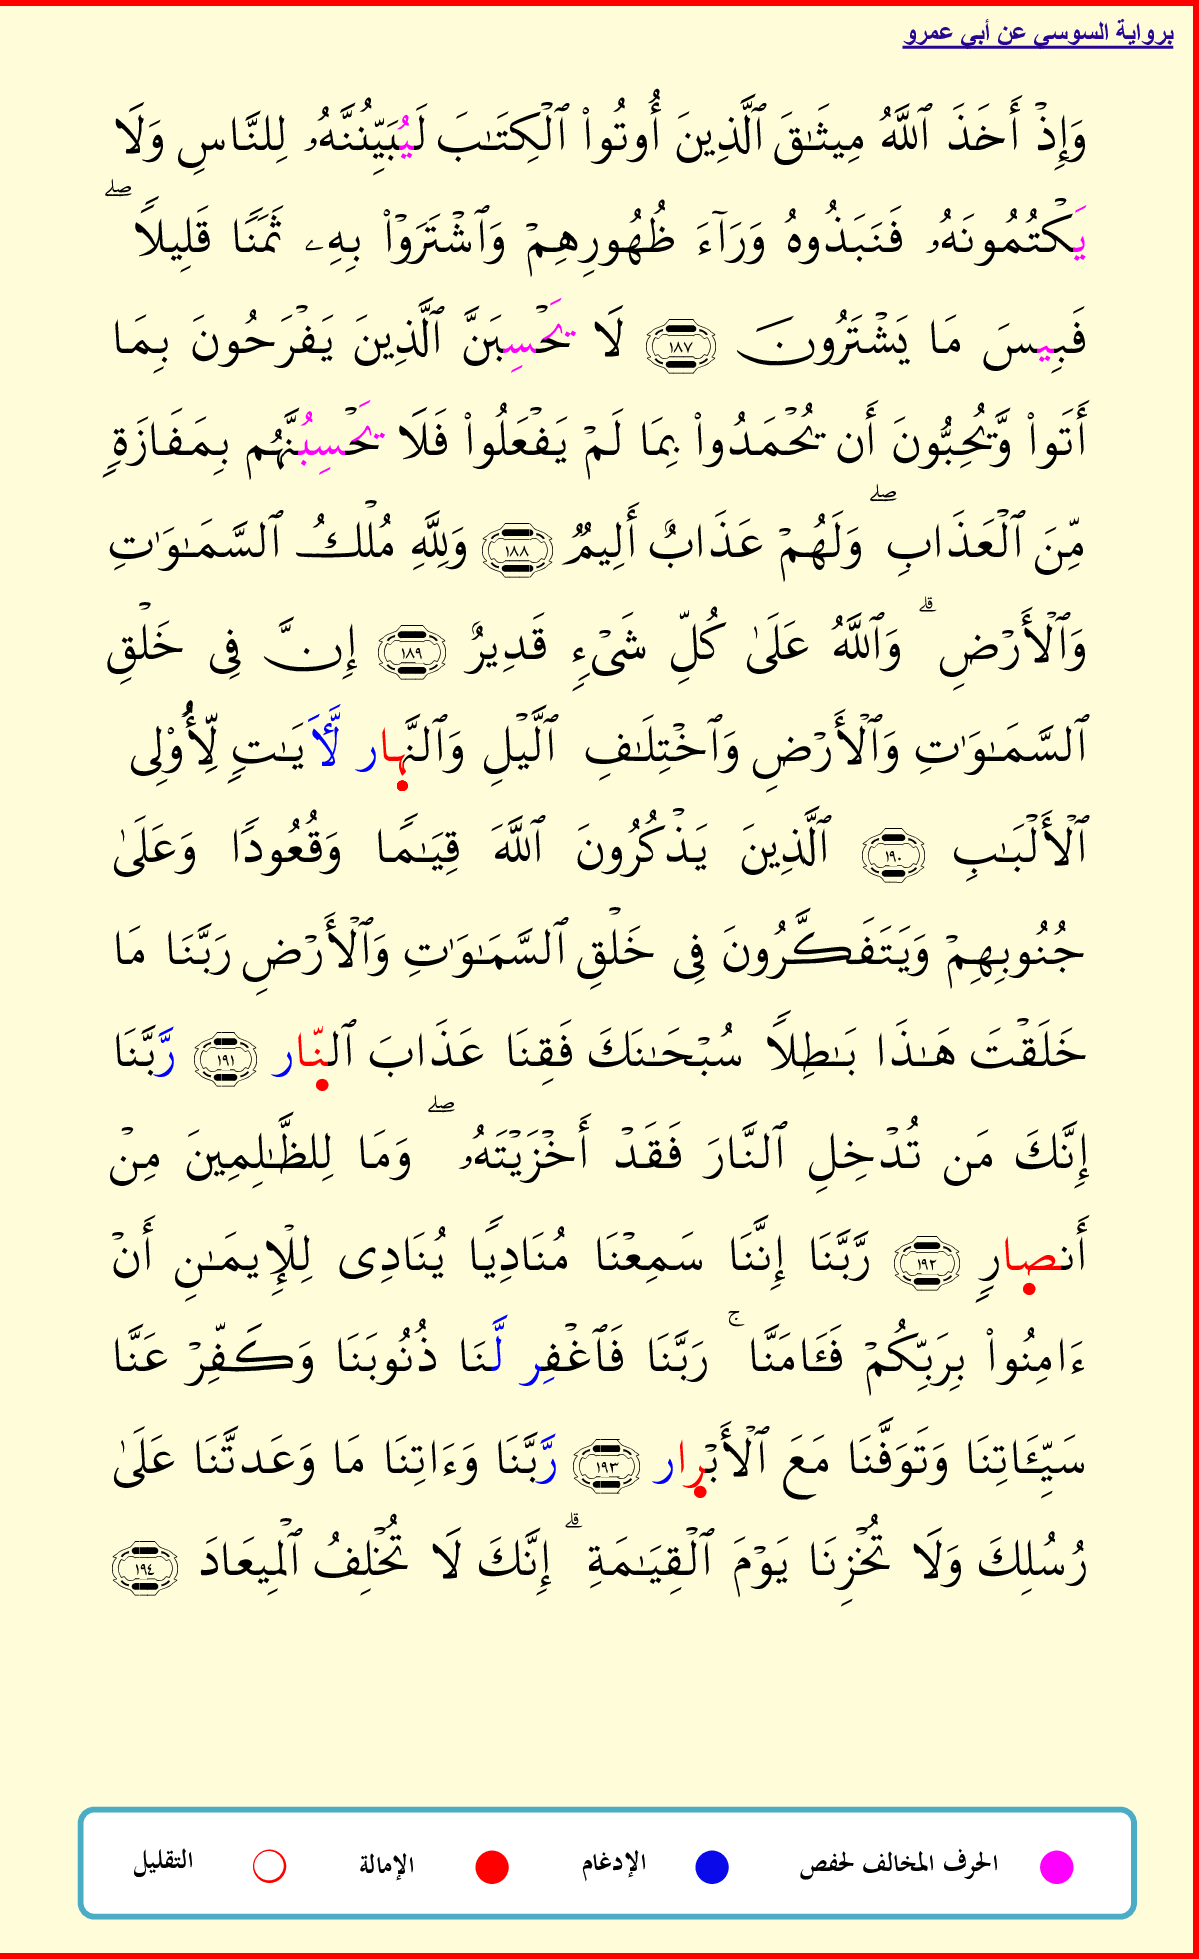 برواية السوسي عن أبي عمرو
وَإِذۡ أَخَذَ ٱللَّهُ مِيثَٰقَ ٱلَّذِينَ أُوتُواْ ٱلۡكِتَٰبَ لَيُبَيِّنُنَّهُۥ لِلنَّاسِ وَلَا
يَكۡتُمُونَهُۥ فَنَبَذُوهُ وَرَآءَ ظُهُورِهِمۡ وَٱشۡتَرَوۡاْ بِهِۦ ثَمَنٗا قَلِيلٗاۖ
فَبِيسَ مَا يَشۡتَرُونَ ١٨٧ لَا يَحۡسِبَنَّ ٱلَّذِينَ يَفۡرَحُونَ بِمَا
أَتَواْ وَّيُحِبُّونَ أَن يُحۡمَدُواْ بِمَا لَمۡ يَفۡعَلُواْ فَلَا يَحۡسِبُنَّهُم بِمَفَازَةٖ
مِّنَ ٱلۡعَذَابِۖ وَلَهُمۡ عَذَابٌ أَلِيمٞ ١٨٨ وَلِلَّهِ مُلۡكُ ٱلسَّمَٰوَٰتِ
وَٱلۡأَرۡضِۗ وَٱللَّهُ عَلَىٰ كُلِّ شَيۡءٖ قَدِيرٌ ١٨٩ إِنَّ فِي خَلۡقِ
ٱلسَّمَٰوَٰتِ وَٱلۡأَرۡضِ وَٱخۡتِلَٰفِ ٱلَّيۡلِ وَٱلنَّهار لَّأٓيَٰتٖ لِّأُوْلِي
ٱلۡأَلۡبَٰبِ ١٩٠ ٱلَّذِينَ يَذۡكُرُونَ ٱللَّهَ قِيَٰمٗا وَقُعُودٗا وَعَلَىٰ
جُنُوبِهِمۡ وَيَتَفَكَّرُونَ فِي خَلۡقِ ٱلسَّمَٰوَٰتِ وَٱلۡأَرۡضِ رَبَّنَا مَا
خَلَقۡتَ هَٰذَا بَٰطِلٗا سُبۡحَٰنَكَ فَقِنَا عَذَابَ ٱلنّار ١٩١ رَّبَّنَا
إِنَّكَ مَن تُدۡخِلِ ٱلنَّارَ فَقَدۡ أَخۡزَيۡتَهُۥۖ وَمَا لِلظَّٰلِمِينَ مِنۡ
أَنصارٖ ١٩٢ رَّبَّنَا إِنَّنَا سَمِعۡنَا مُنَادِيٗا يُنَادِي لِلۡإِيمَٰنِ أَنۡ
ءَامِنُواْ بِرَبِّكُمۡ فَـَٔامَنَّاۚ رَبَّنَا فَٱغۡفِر لَّنَا ذُنُوبَنَا وَكَفِّرۡ عَنَّا
سَيِّـَٔاتِنَا وَتَوَفَّنَا مَعَ ٱلۡأَبۡرار ١٩٣ رَّبَّنَا وَءَاتِنَا مَا وَعَدتَّنَا عَلَىٰ
رُسُلِكَ وَلَا تُخۡزِنَا يَوۡمَ ٱلۡقِيَٰمَةِۗ إِنَّكَ لَا تُخۡلِفُ ٱلۡمِيعَادَ ١٩٤
الحرف المخالف لحفص الإدغام الإمالة التقليل